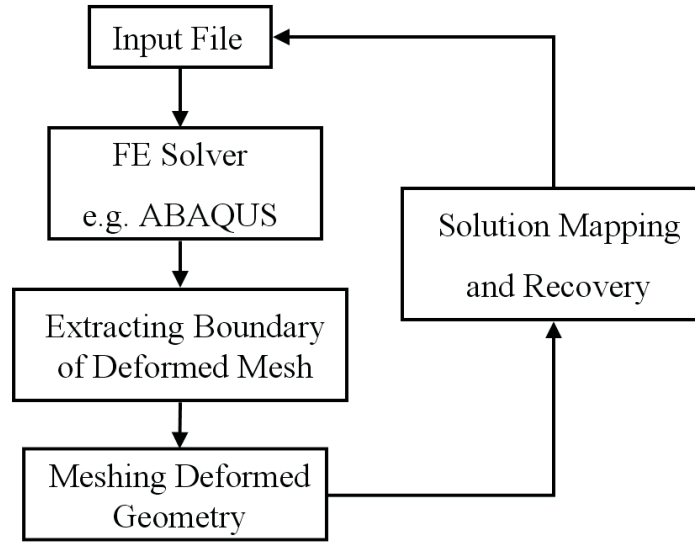 Input File
FE Solver
e.g. ABAQUS
Extracting Boundary
of Deformed Mesh
Meshing Deformed
Geometry
Solution Mapping
and Recovery